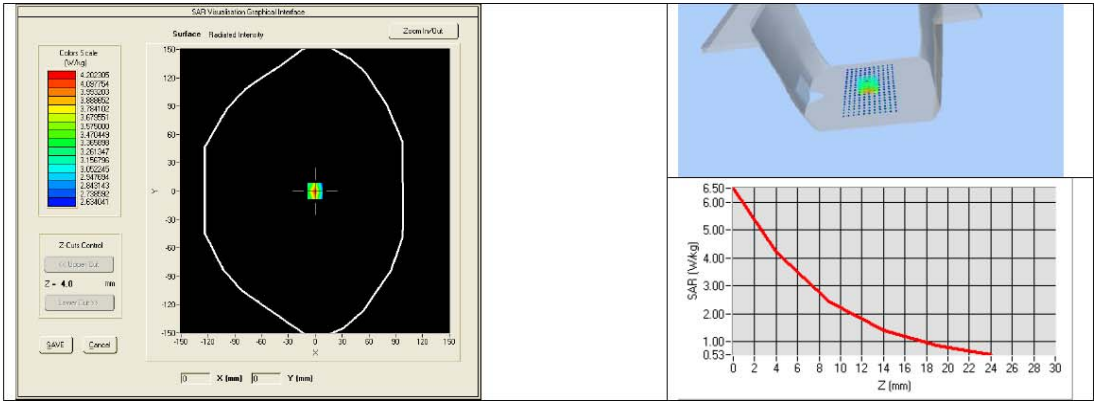 SAR Visualisation Graphical Interface
Surface Radiated Intensity
Zoom In/Out
Colors Scale
(W/kg)
4.202305
4.097754
3.993203
3.888652
3.784102
3.679551
3.575000
3.470449
3.365898
3.261347
3.156796
3.052245
2.947694
2.843143
2.738592
2.634041
Z-Cuts Control
<< Upper Cut
Z = 4.0 mm
Lower Cut >>
SAVE Cancel
150
120
90
60
30
0
-30
-60
-90
-120
-150
Y
-150 -120 -90 -60 -30 0 30 60 90 120 150
X
0 X (mm) 0 Y (mm)
6.50
6.00
5.00
4.00
3.00
2.00
1.00
0.53
SAR (W/kg)
0 2 4 6 8 10 12 14 16 18 20 22 24 26 28 30
Z (mm)